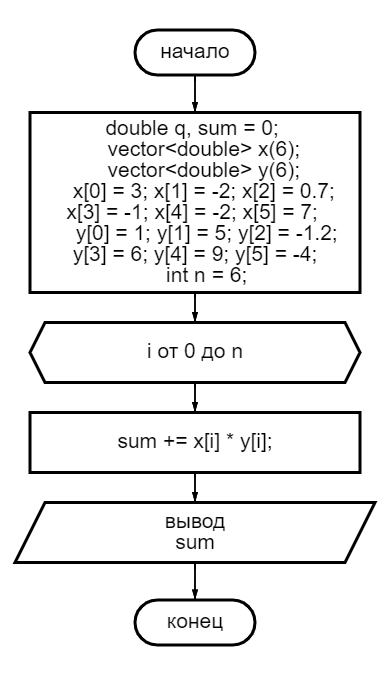 начало
double q, sum = 0;
vector<double> x(6);
vector<double> y(6);
x[0] = 3; x[1] = -2; x[2] = 0.7;
x[3] = -1; x[4] = -2; x[5] = 7;
y[0] = 1; y[1] = 5; y[2] = -1.2;
y[3] = 6; y[4] = 9; y[5] = -4;
int n = 6;
i от 0 до n
sum += x[i] * y[i];
вывод
sum
конец